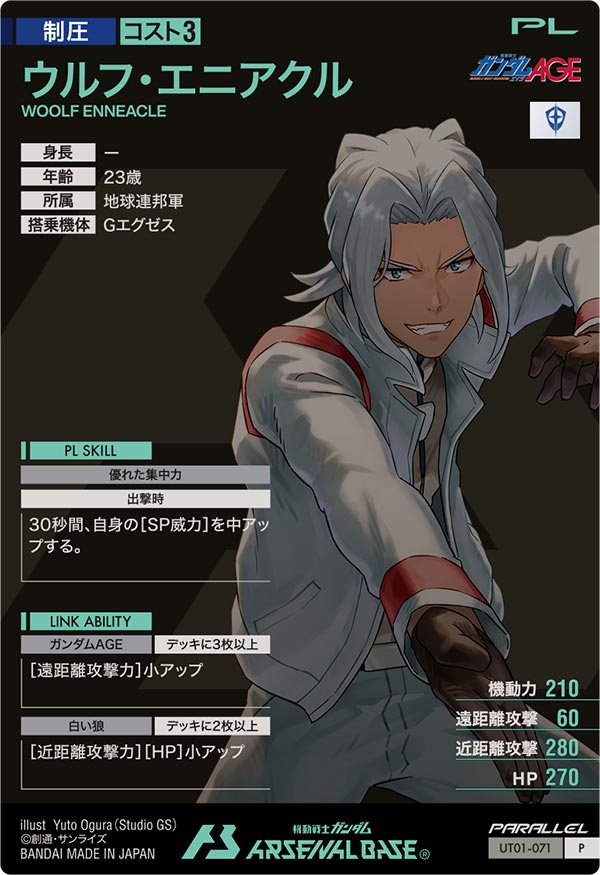 制圧 コスト3 PL
ウルフ・エニアクル
WOOLF ENNEACLE
ガンダムAGE
身長 ー
年齢 23歳
所属 地球連邦軍
搭乗機体 Gエグゼス
PL SKILL
優れた集中力
出撃時
30秒間、自身の[SP威力]を中アッ
プする。
LINK ABILITY
ガンダムAGE デッキに3枚以上
[遠距離攻撃力]小アップ
白い狼 デッキに2枚以上
[近距離攻撃力][HP]小アップ
機動力 210
遠距離攻撃 60
近距離攻撃 280
HP 270
illust Yuto Ogura(Studio GS)
©創通・サンライズ
BANDAI MADE IN JAPAN
機動戦士ガンダム
ARSENAL BASE®
PARALLEL
UT01-071 P